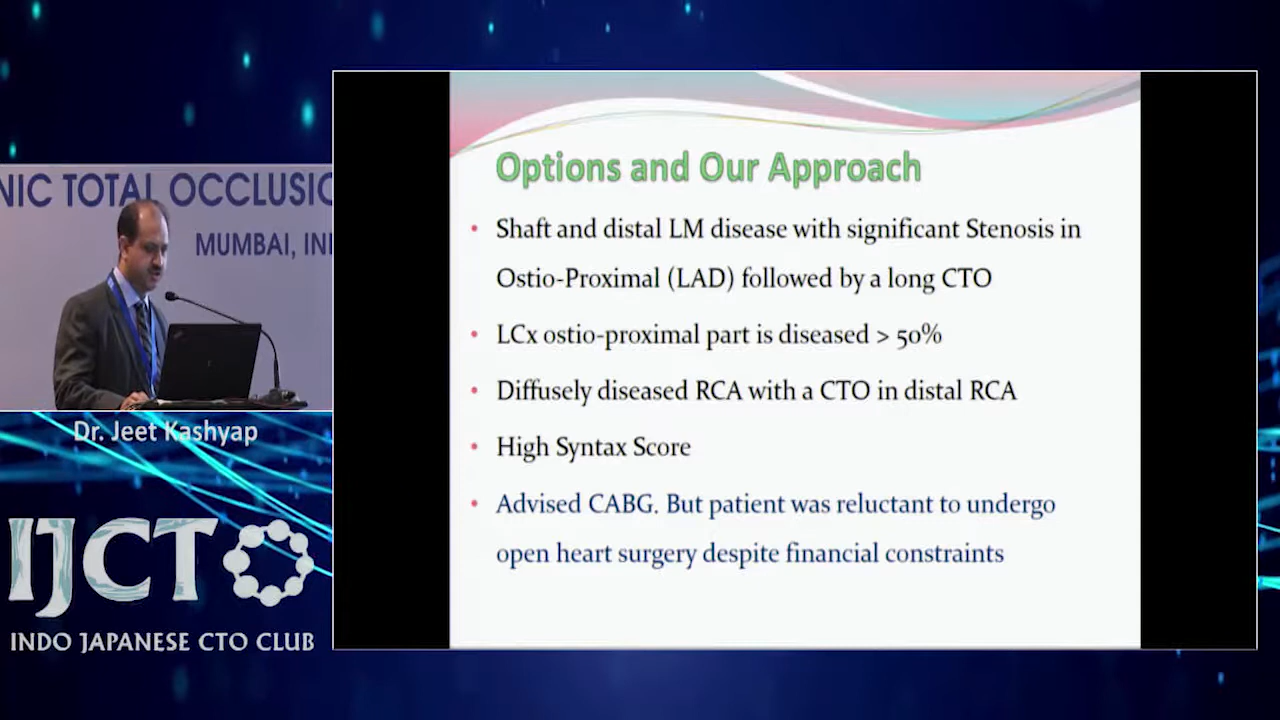 NIC TOTAL OCCLUSIO
MUMBAI, IN
Dr. Jeet Kashyap
IJCTO
INDO JAPANESE CTO CLUB
Options and Our Approach
• Shaft and distal LM disease with significant Stenosis in
Ostio-Proximal (LAD) followed by a long CTO
• LCx ostio-proximal part is diseased > 50%
• Diffusely diseased RCA with a CTO in distal RCA
• High Syntax Score
• Advised CABG. But patient was reluctant to undergo
open heart surgery despite financial constraints